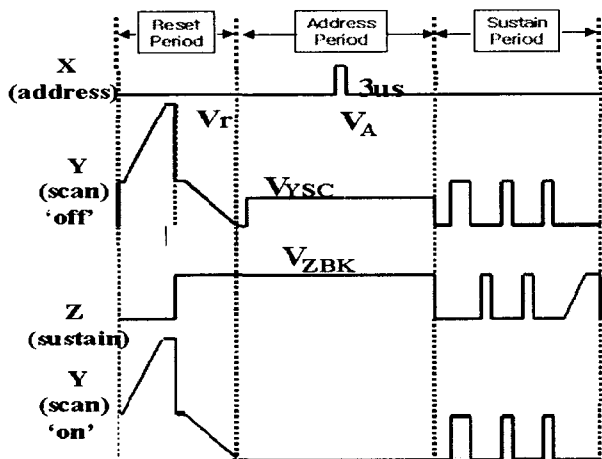 Reset Period
Address Period
Sustain Period
X
(address)
3us
Vr
VA
Y
(scan)
'off'
VYSC
VZBK
Z
(sustain)
Y
(scan)
'on'